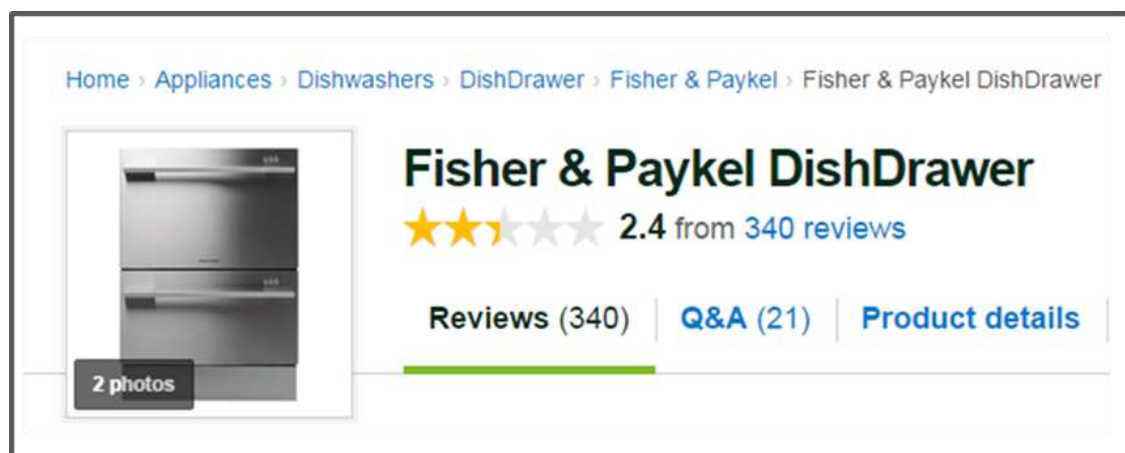 Home › Appliances › Dishwashers › DishDrawer › Fisher & Paykel › Fisher & Paykel DishDrawer
Fisher & Paykel DishDrawer
2.4 from 340 reviews
Reviews (340) Q&A (21) Product details
2 photos